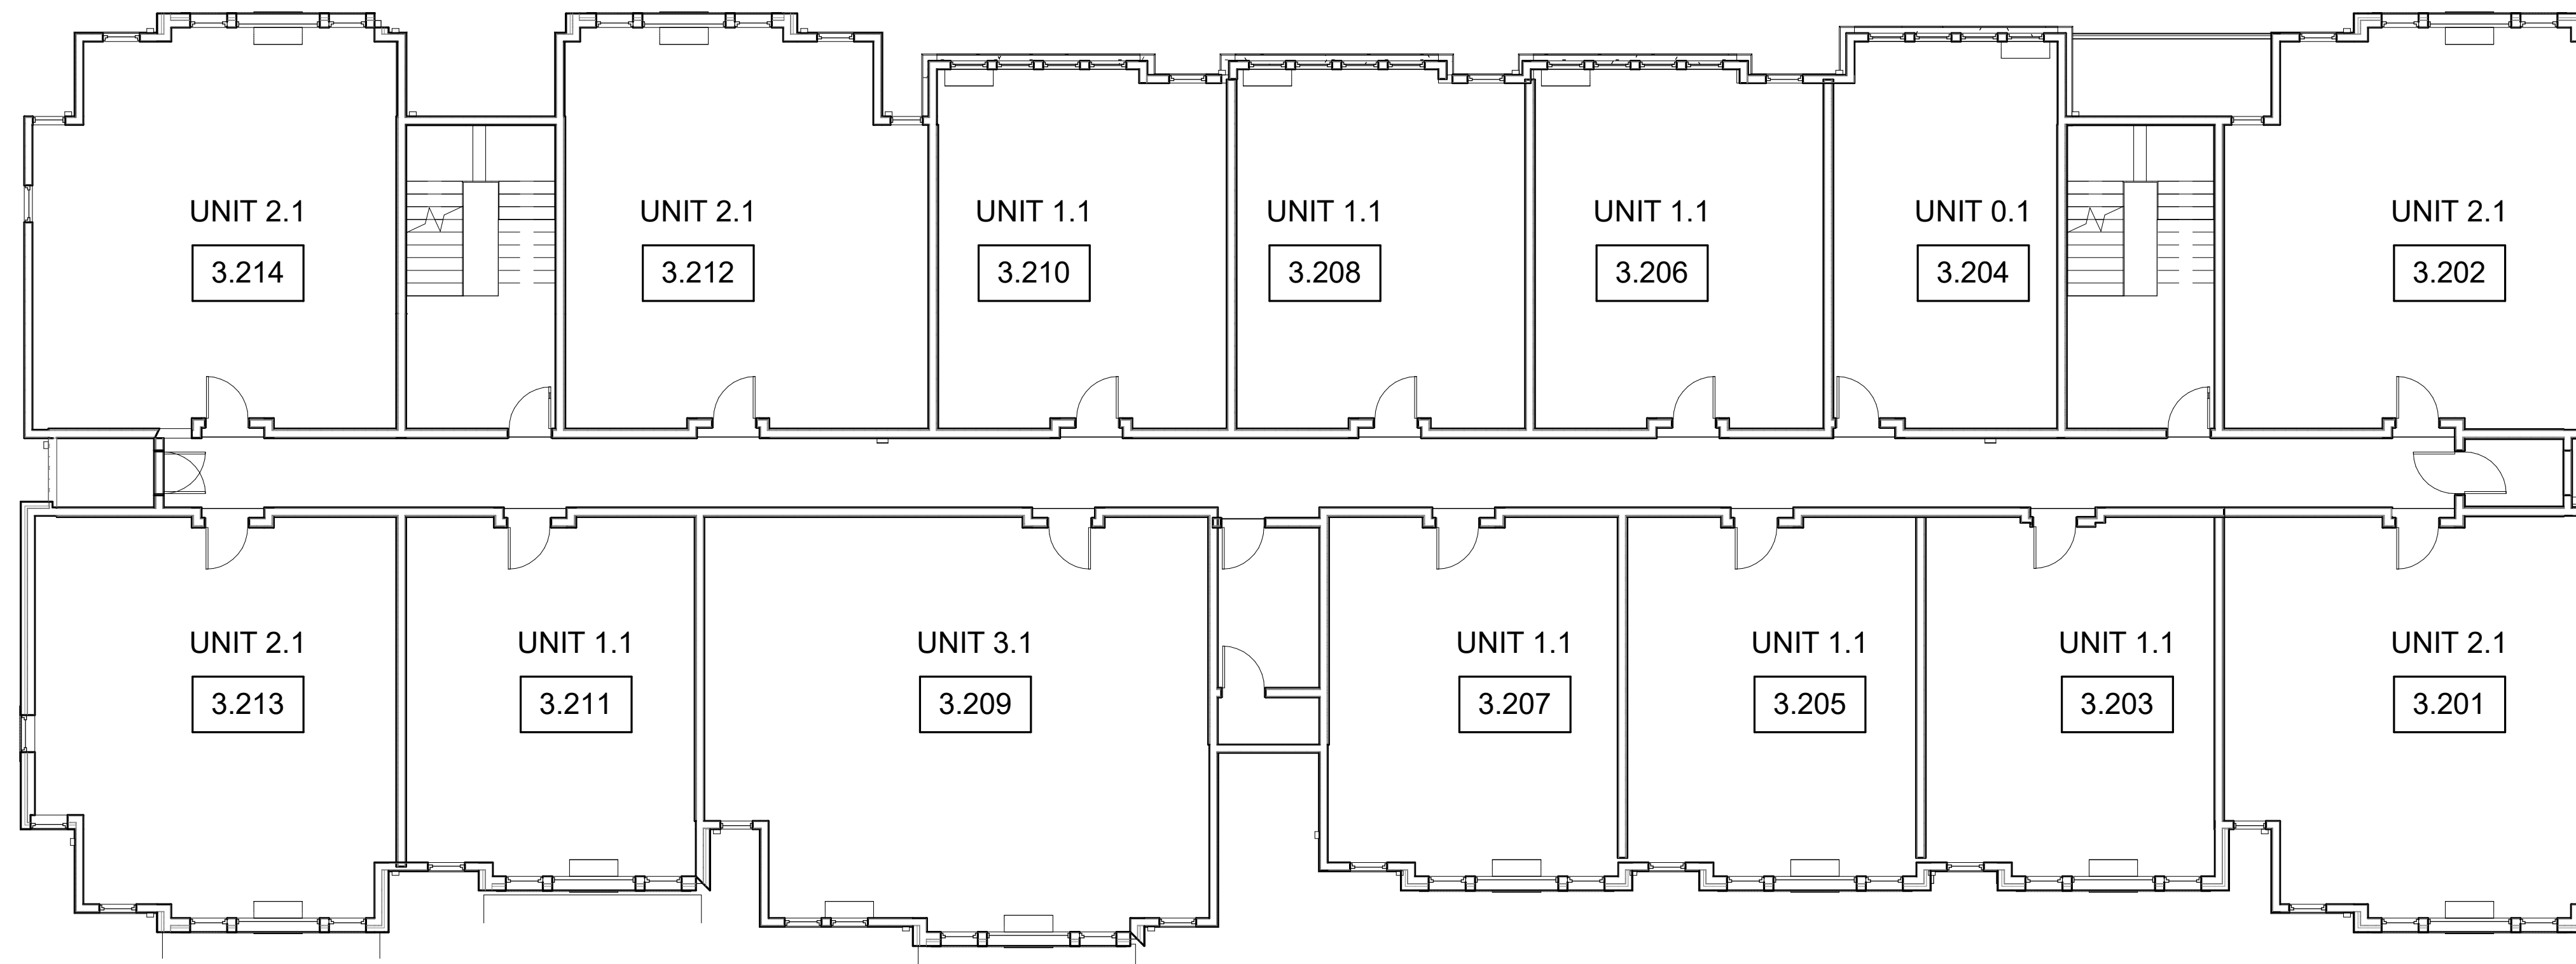 UNIT 2.1
3.214
UNIT 2.1
3.212
UNIT 1.1
3.210
UNIT 1.1
3.208
UNIT 1.1
3.206
UNIT 0.1
3.204
UNIT 2.1
3.202
UNIT 2.1
3.213
UNIT 1.1
3.211
UNIT 3.1
3.209
UNIT 1.1
3.207
UNIT 1.1
3.205
UNIT 1.1
3.203
UNIT 2.1
3.201